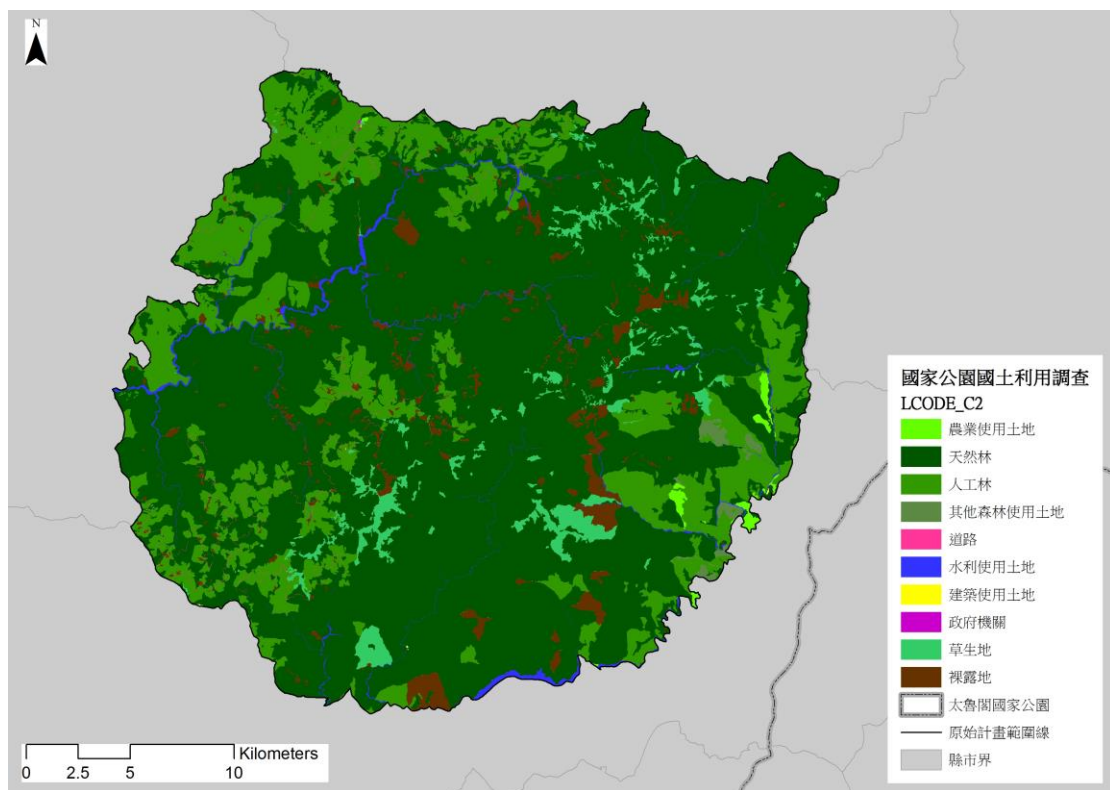 N
國家公園國土利用調查
LCODE_C2
農業使用土地
天然林
人工林
其他森林使用土地
道路
水利使用土地
建築使用土地
政府機關
草生地
裸露地
太魯閣國家公園
原始計畫範圍線
縣市界
Kilometers
0 2.5 5 10